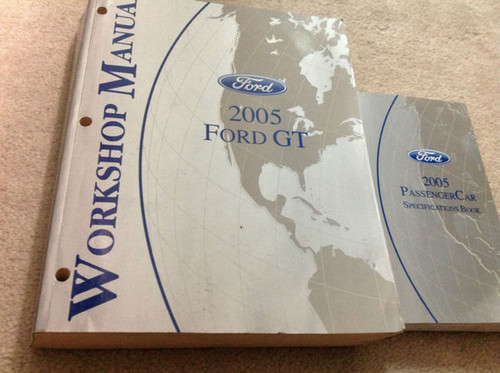 WORKSHOP MANUAL
Ford
2005
FORD GT
Ford
2005
PASSENGERCAR
SPECIFICATIONS BOOK